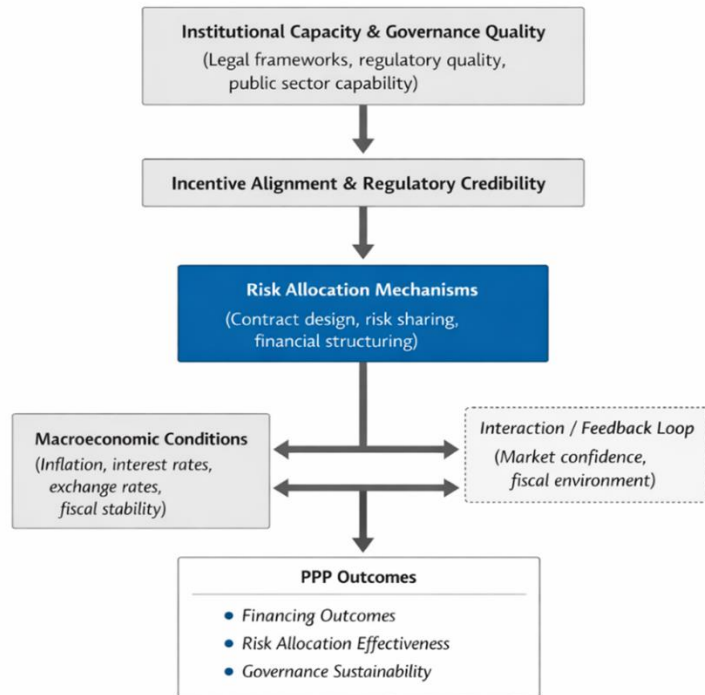 Institutional Capacity & Governance Quality
(Legal frameworks, regulatory quality,
public sector capability)
Incentive Alignment & Regulatory Credibility
Risk Allocation Mechanisms
(Contract design, risk sharing,
financial structuring)
Macroeconomic Conditions
(Inflation, interest rates,
exchange rates,
fiscal stability)
Interaction / Feedback Loop
(Market confidence,
fiscal environment)
PPP Outcomes
• Financing Outcomes
• Risk Allocation Effectiveness
• Governance Sustainability